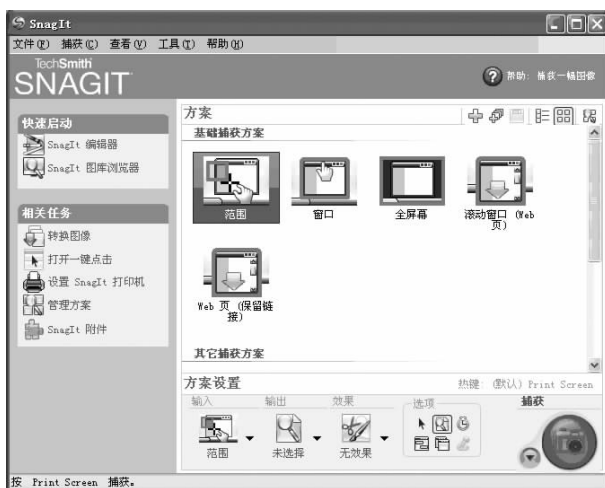 SnagIt
文件(F) 捕获(C) 查看(V) 工具(T) 帮助(H)
TechSmith
SNAGIT
帮助: 捕获一幅图像
快速启动
SnagIt 编辑器
SnagIt 图库浏览器
相关任务
转换图像
打开一键点击
设置 SnagIt 打印机
管理方案
SnagIt 附件
方案
基础捕获方案
范围
窗口
全屏幕
滚动窗口 (Web
页)
Web 页 (保留链
接)
其它捕获方案
方案设置
热键: (默认) Print Screen
输入
输出
效果
选项
捕获
范围
未选择
无效果
按 Print Screen 捕获。